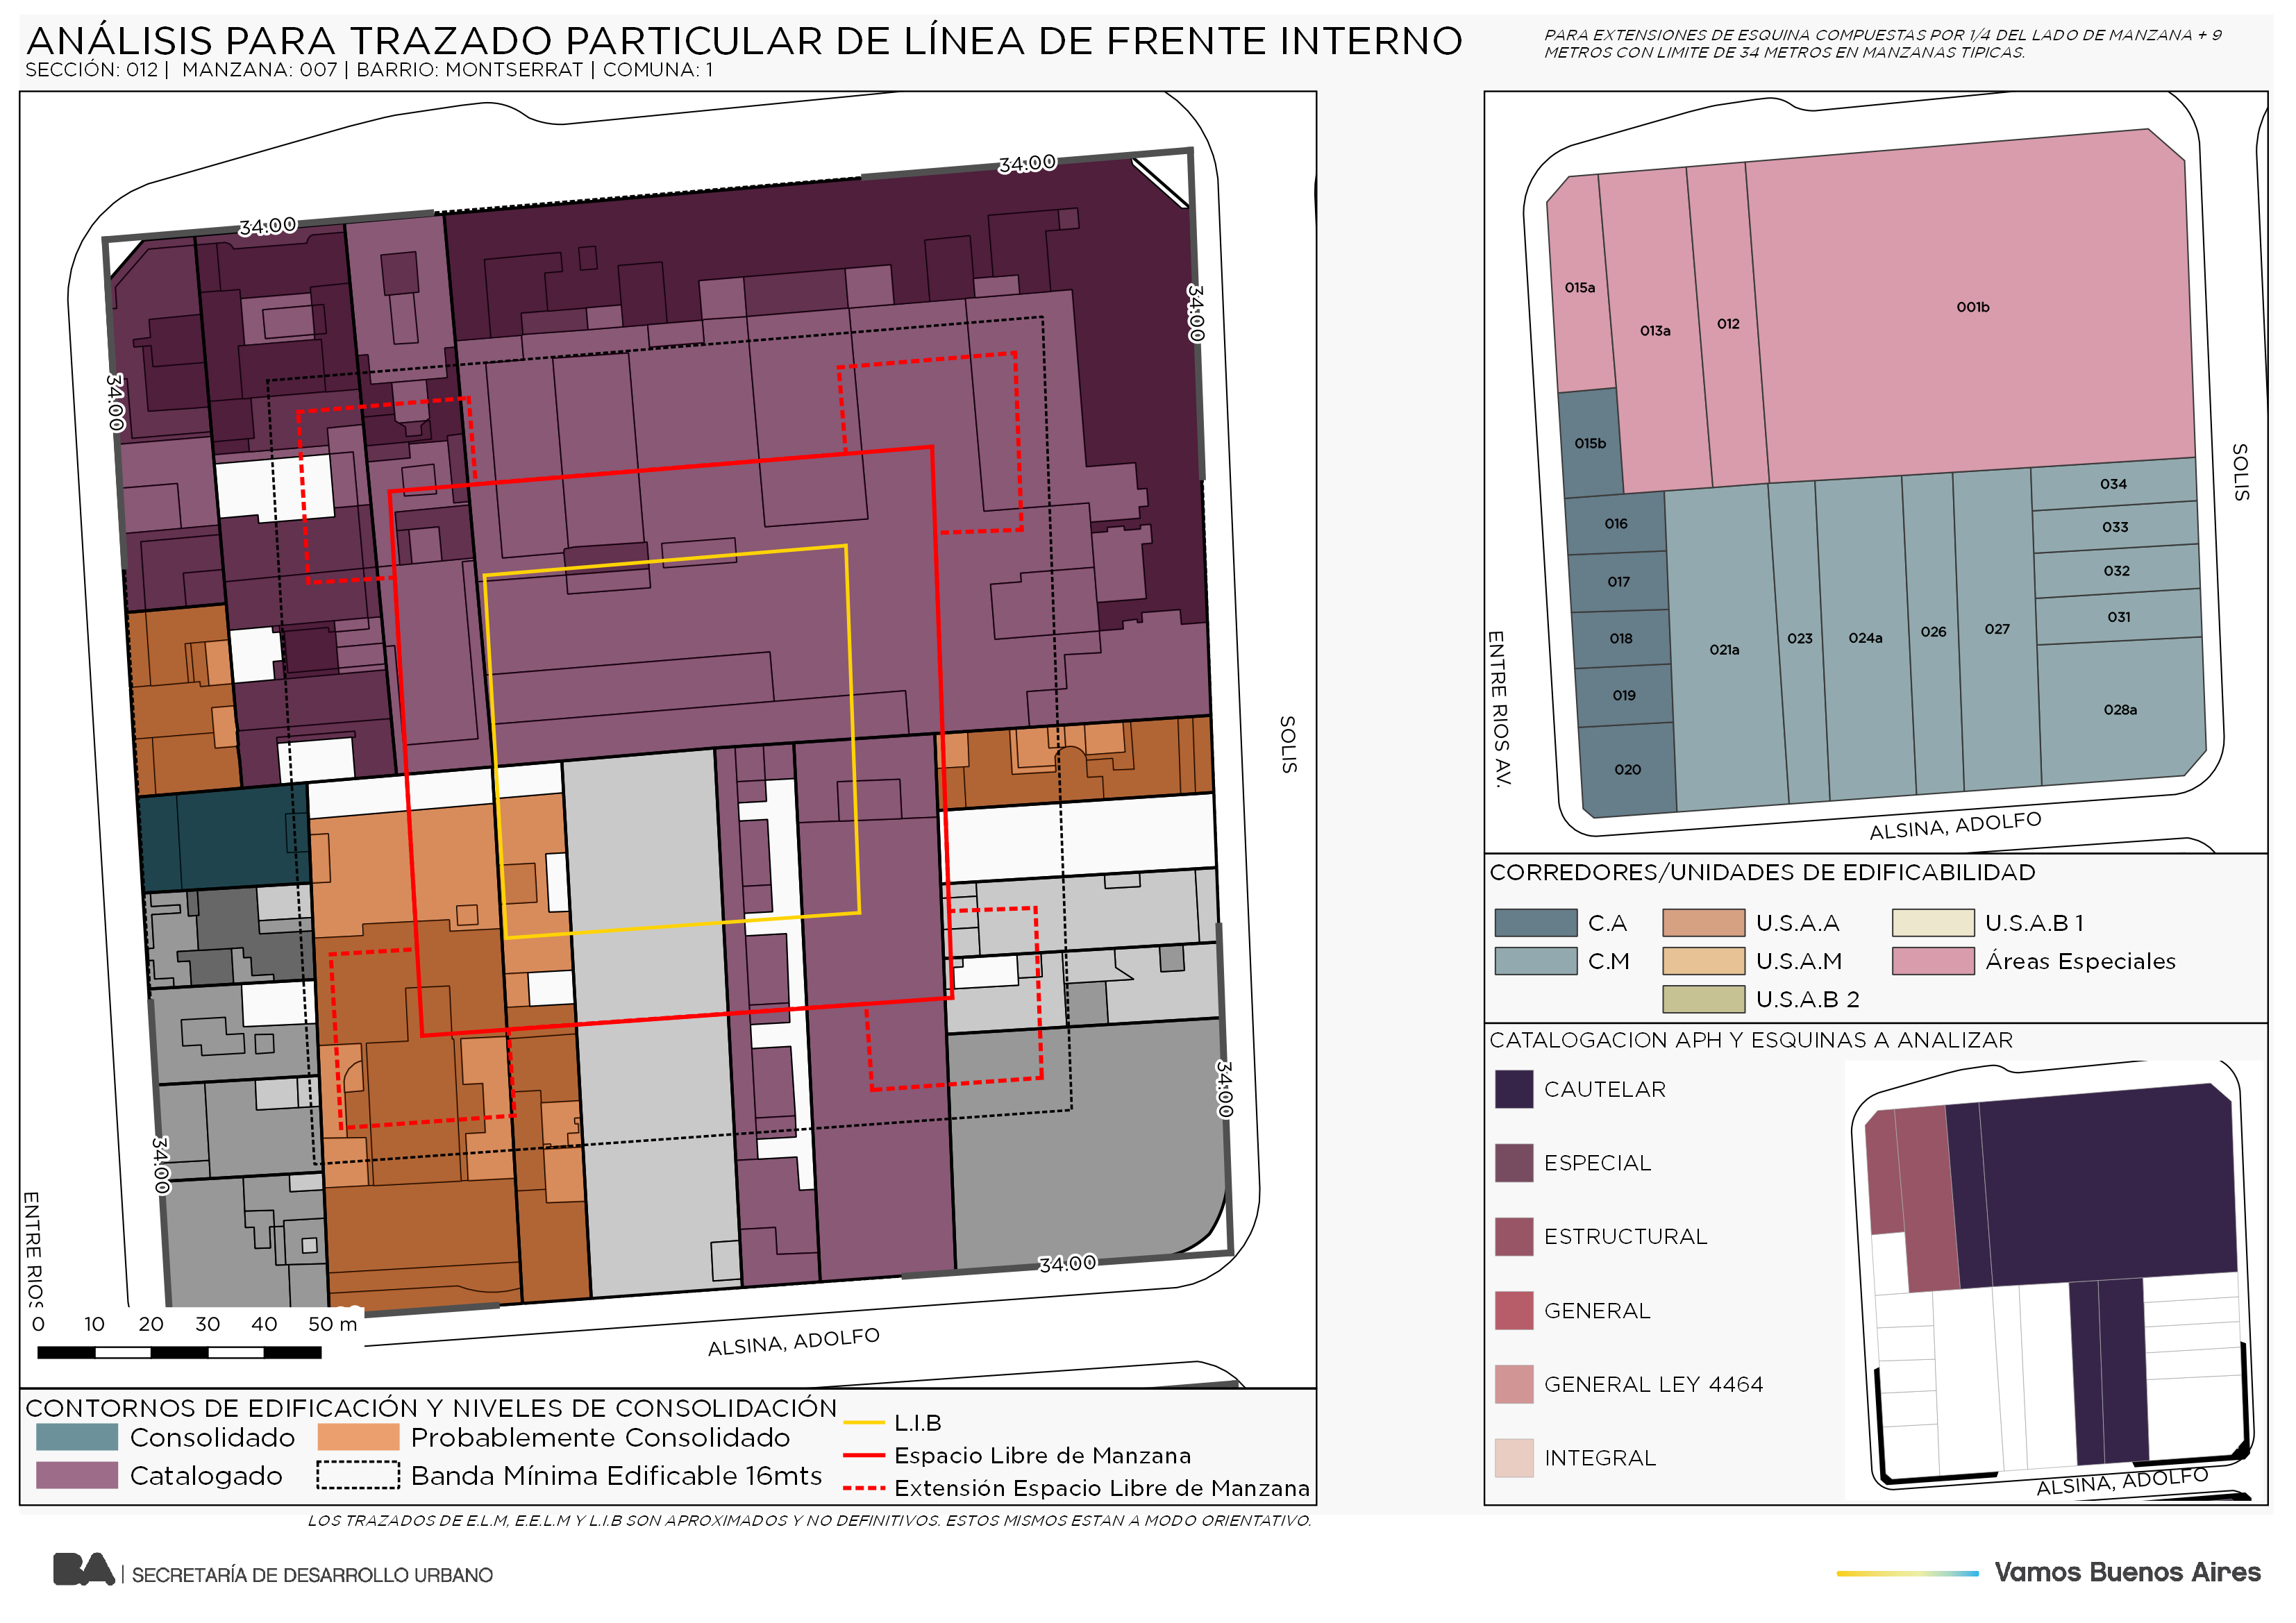 ANÁLISIS PARA TRAZADO PARTICULAR DE LÍNEA DE FRENTE INTERNO
SECCIÓN: 012 | MANZANA: 007 | BARRIO: MONTSERRAT | COMUNA: 1
PARA EXTENSIONES DE ESQUINA COMPUESTAS POR 1/4 DEL LADO DE MANZANA + 9
METROS CON LIMITE DE 34 METROS EN MANZANAS TIPICAS.
34.00
34.00
34.00
34.00
34.00
34.00
34.00
SOLIS
ENTRE RIOS
ALSINA, ADOLFO
0 10 20 30 40 50 m
CONTORNOS DE EDIFICACIÓN Y NIVELES DE CONSOLIDACIÓN
Consolidado
Probablemente Consolidado
Catalogado
Banda Mínima Edificable 16mts
L.I.B
Espacio Libre de Manzana
Extensión Espacio Libre de Manzana
015a
013a
012
001b
015b
016
017
018
019
020
021a
023
024a
026
027
034
033
032
031
028a
SOLIS
ENTRE RIOS AV.
ALSINA, ADOLFO
CORREDORES/UNIDADES DE EDIFICABILIDAD
C.A
U.S.A.A
U.S.A.B 1
C.M
U.S.A.M
Áreas Especiales
U.S.A.B 2
CATALOGACION APH Y ESQUINAS A ANALIZAR
CAUTELAR
ESPECIAL
ESTRUCTURAL
GENERAL
GENERAL LEY 4464
INTEGRAL
ALSINA, ADOLFO
LOS TRAZADOS DE E.L.M, E.E.L.M Y L.I.B SON APROXIMADOS Y NO DEFINITIVOS. ESTOS MISMOS ESTAN A MODO ORIENTATIVO.
BA | SECRETARÍA DE DESARROLLO URBANO
Vamos Buenos Aires